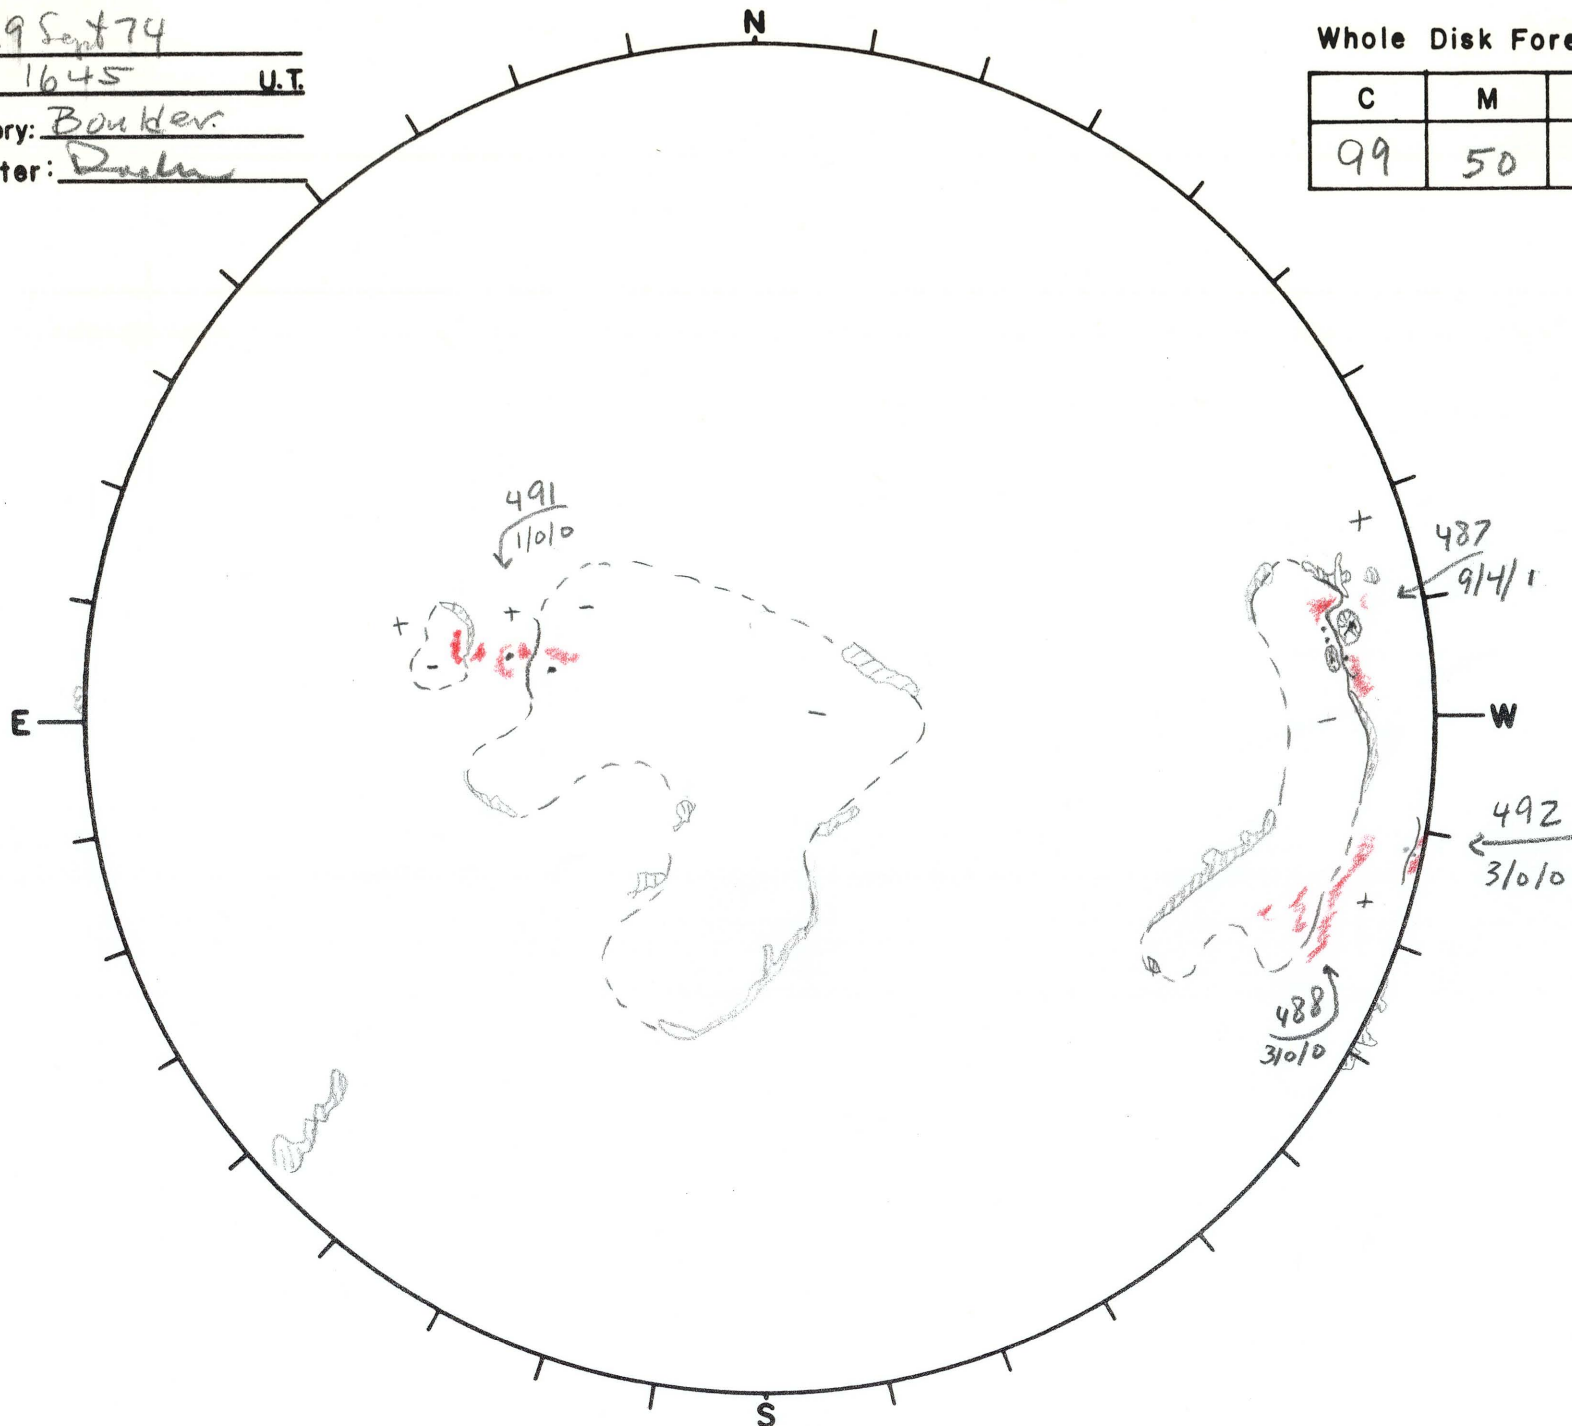 9 Sept 74
1645 U.T.
ory: Boulder.
ter:
N
Whole Disk Fore
C M
99 50
491
1/0/0
+ + -
-
487
9/4/1
+
E
-
-
W
492
3/0/0
+
488
3/0/0
S